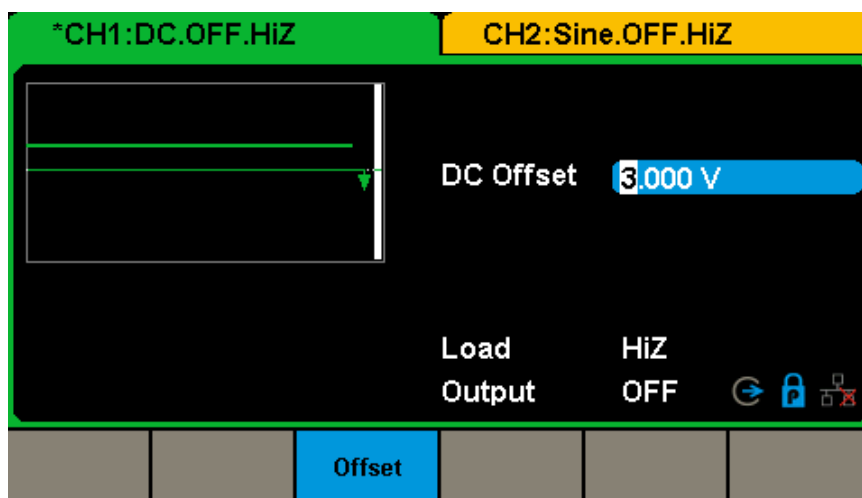 *CH1:DC.OFF.HiZ
CH2:Sine.OFF.HiZ
DC Offset 3.000 V
Load HiZ
Output OFF
P
Offset